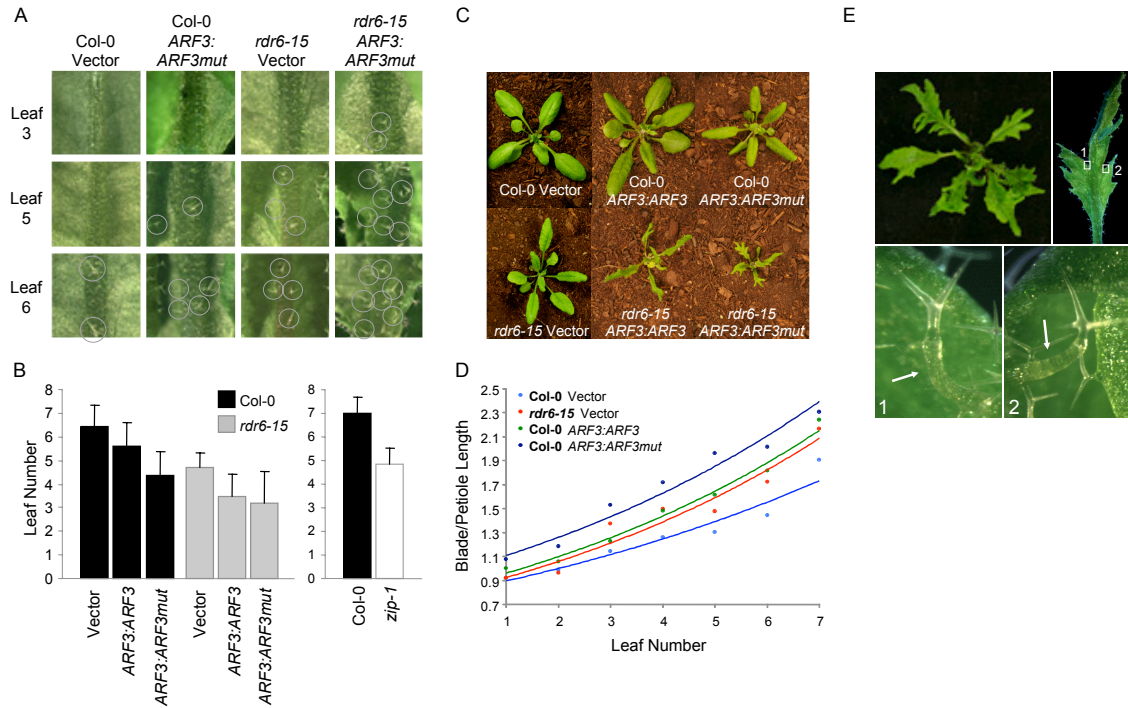 A
Col-0
Vector
Col-0
ARF3:
ARF3mut
rdr6-15
Vector
rdr6-15
ARF3:
ARF3mut
Leaf
3
Leaf
5
Leaf
6
B
Leaf Number
8
7
6
5
4
3
2
1
0
Col-0
rdr6-15
Vector
ARF3:ARF3
ARF3:ARF3mut
Vector
ARF3:ARF3
ARF3:ARF3mut
8
7
6
5
4
3
2
1
0
Col-0
zip-1
C
Col-0 Vector
Col-0
ARF3:ARF3
Col-0
ARF3:ARF3mut
rdr6-15 Vector
rdr6-15
ARF3:ARF3
rdr6-15
ARF3:ARF3mut
D
Blade/Petiole Length
2.5
2.3
2.1
1.9
1.7
1.5
1.3
1.1
0.9
0.7
Col-0 Vector
rdr6-15 Vector
Col-0 ARF3:ARF3
Col-0 ARF3:ARF3mut
1 2 3 4 5 6 7
Leaf Number
E
1
2
1
2